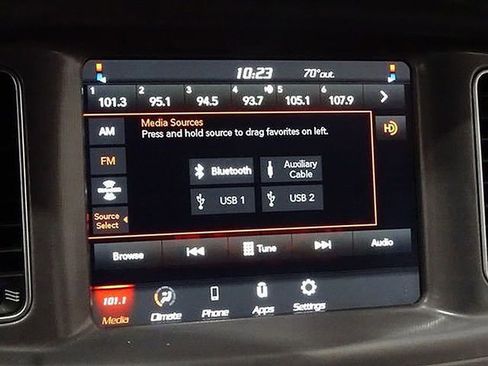 10:23 70°out
1 2 3 4 5 6
101.3 95.1 94.5 93.7 105.1 107.9
Media Sources
Press and hold source to drag favorites on left.
AM
HD
FM
Bluetooth
Auxiliary
Cable
USB 1
USB 2
Source
Select
Browse Tune Audio
101.1
Media Climate Phone Apps Settings